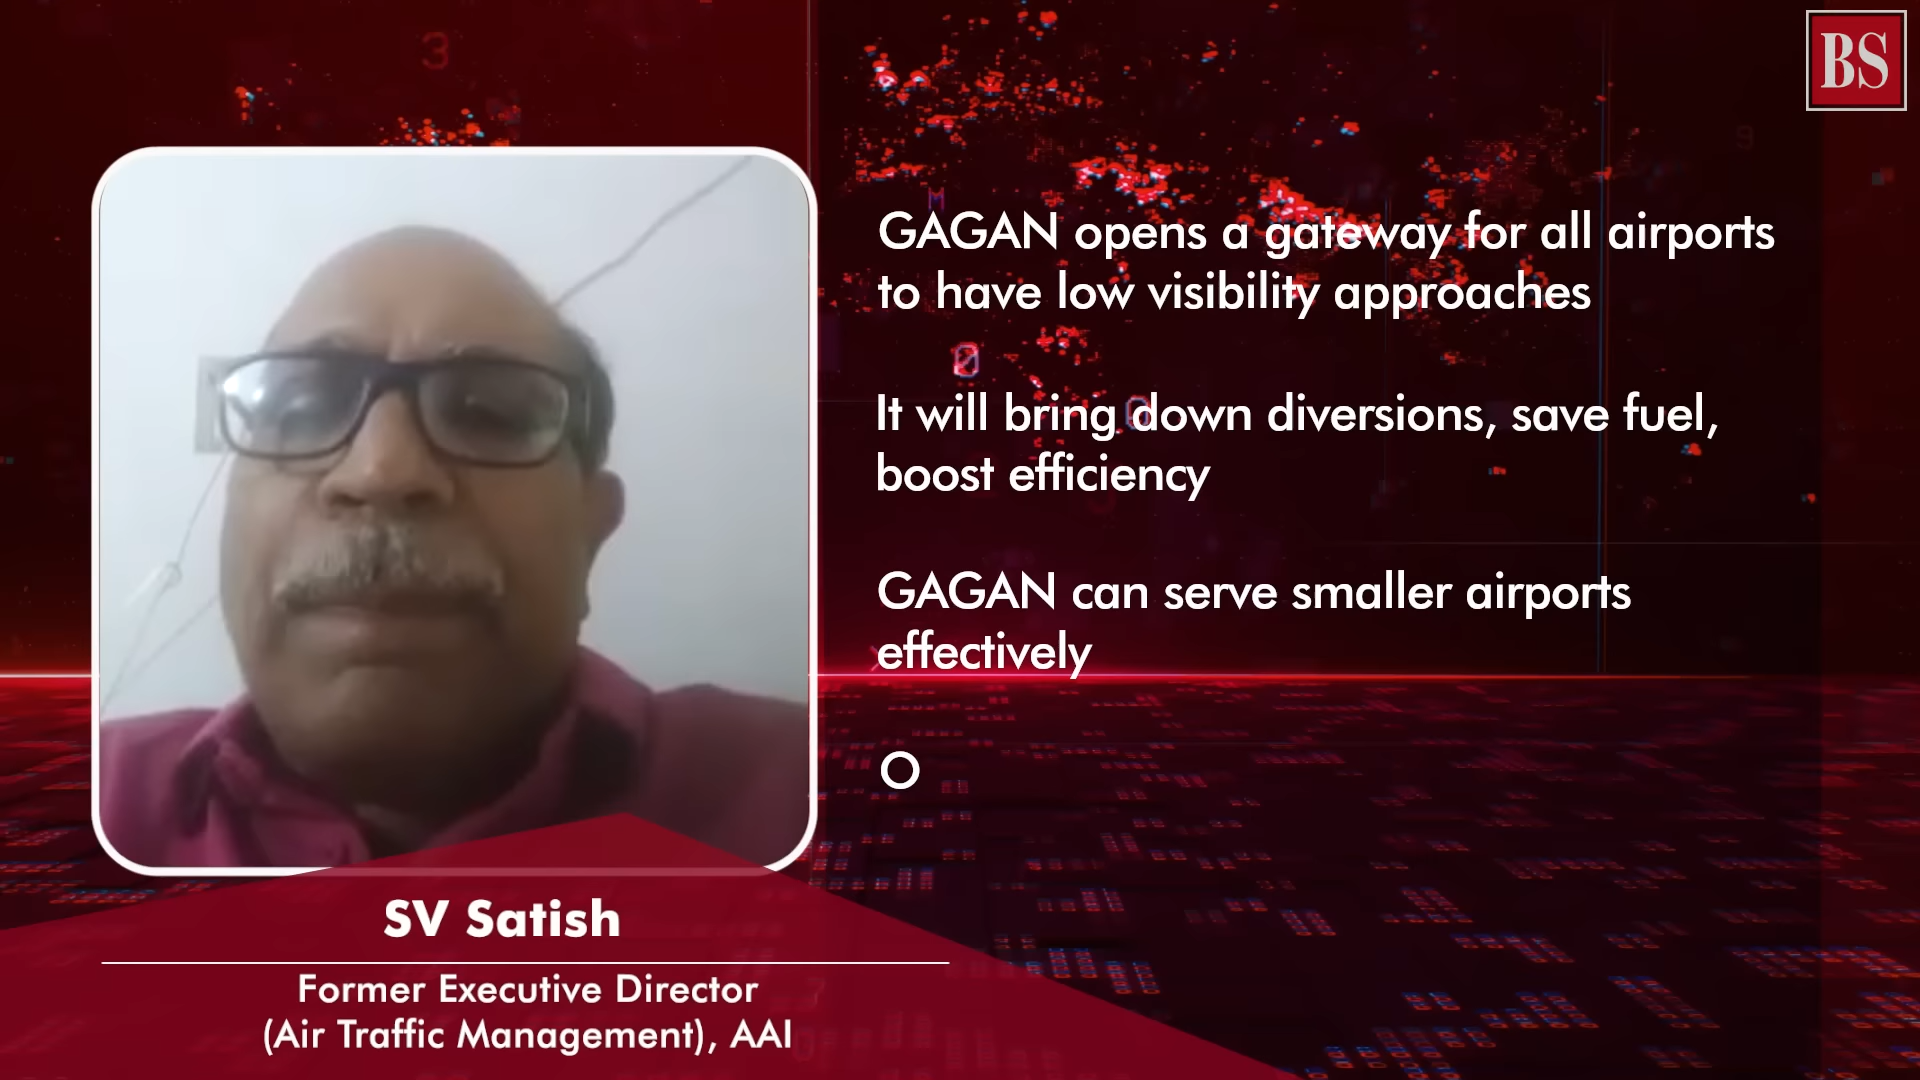 BS
GAGAN opens a gateway for all airports
to have low visibility approaches
It will bring down diversions, save fuel,
boost efficiency
GAGAN can serve smaller airports
effectively
O
SV Satish
Former Executive Director
(Air Traffic Management), AAI